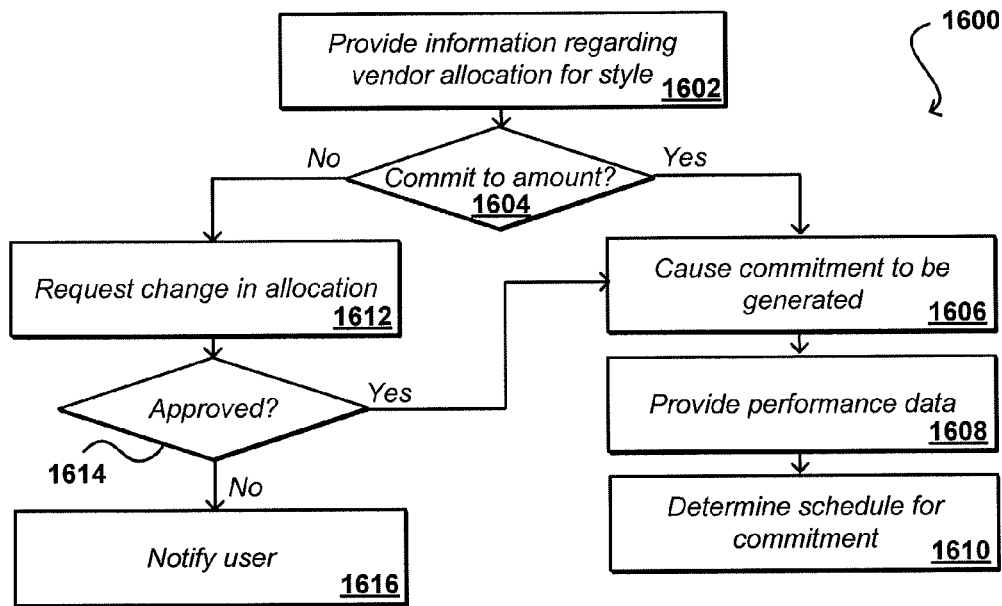 Provide information regarding
vendor allocation for style
1602
1600
No
Yes
Commit to amount?
1604
Request change in allocation
1612
Cause commitment to be
generated
1606
Approved?
Yes
1614
No
Provide performance data
1608
Notify user
1616
Determine schedule for
commitment
1610